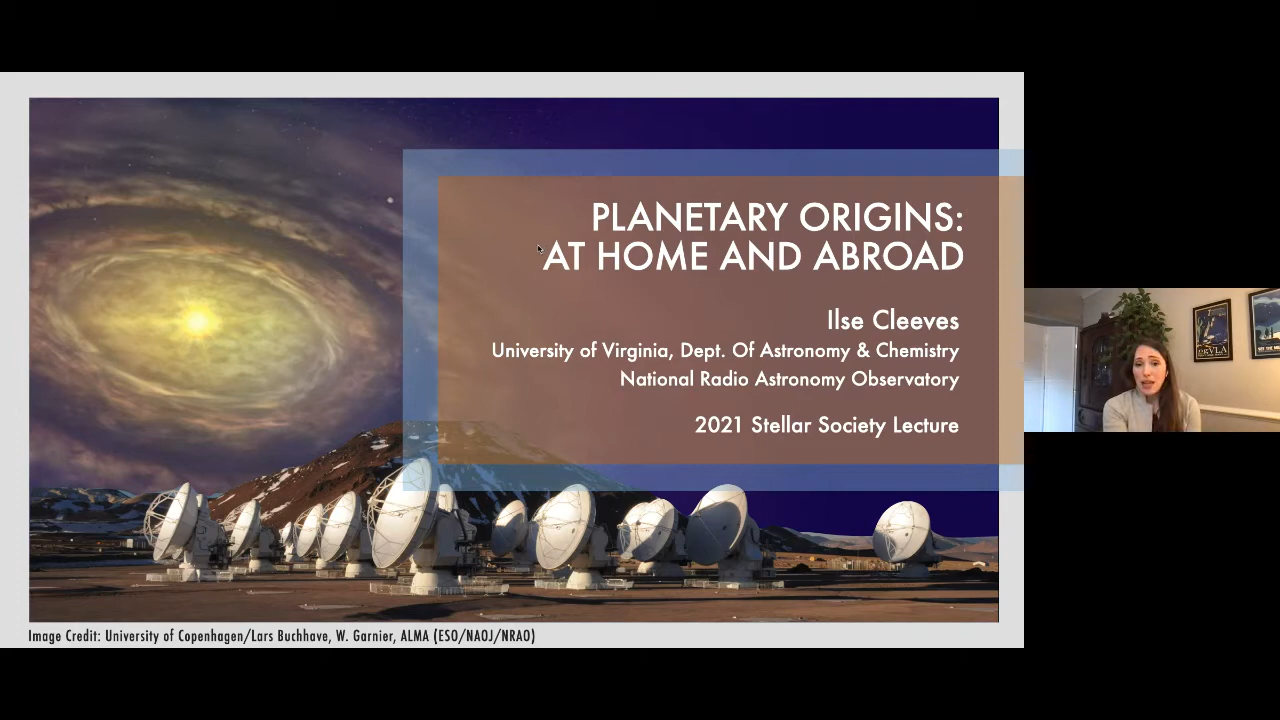 PLANETARY ORIGINS:
AT HOME AND ABROAD
Ilse Cleeves
University of Virginia, Dept. Of Astronomy & Chemistry
National Radio Astronomy Observatory
2021 Stellar Society Lecture
Image Credit: University of Copenhagen/Lars Buchhave, W. Garnier, ALMA (ESO/NAOJ/NRAO)
VLA